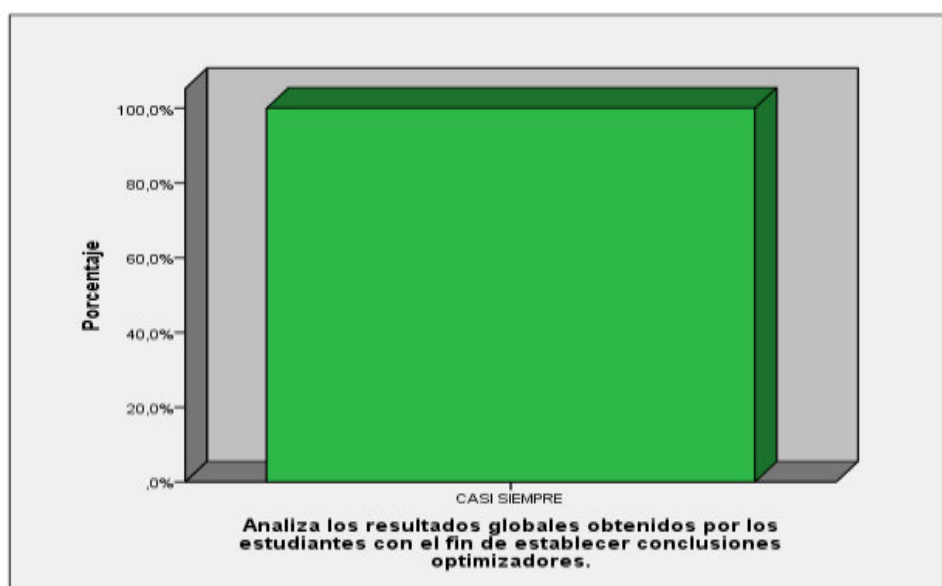 100,0%
80,0%
60,0%
40,0%
20,0%
,0%
Porcentaje
CASI SIEMPRE
Analiza los resultados globales obtenidos por los
estudiantes con el fin de establecer conclusiones
optimizadores.